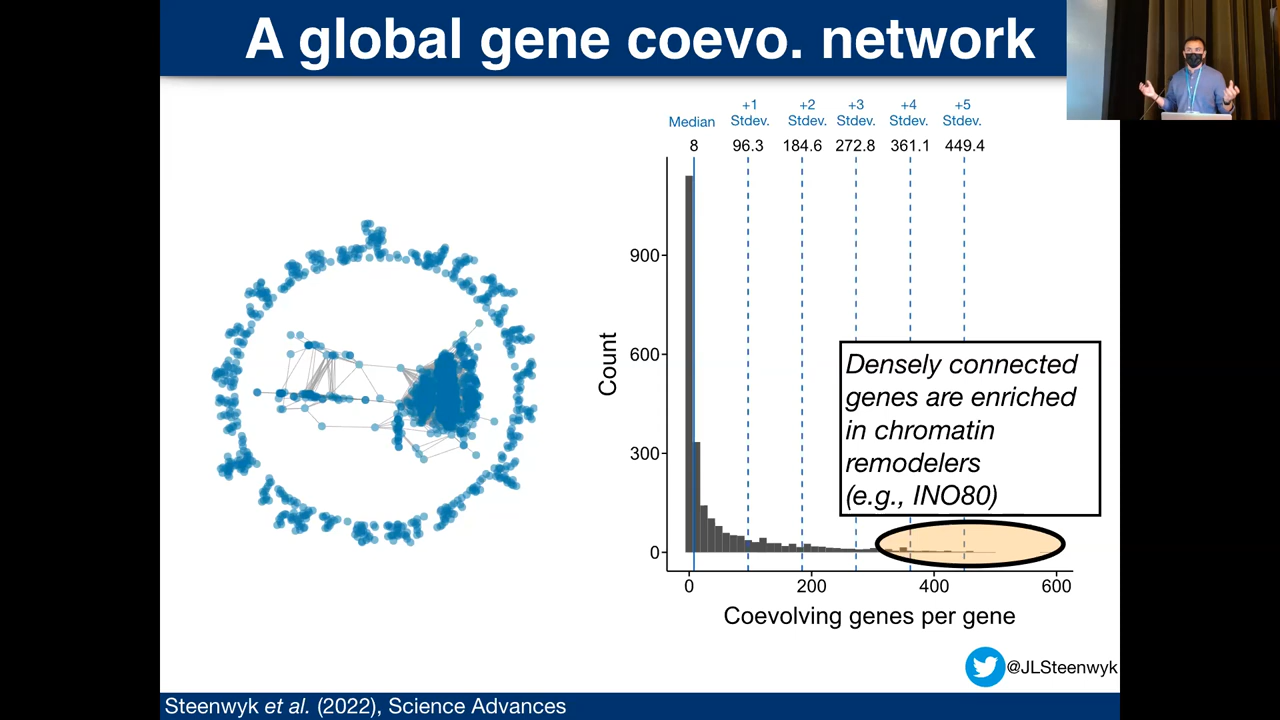 A global gene coevo. network
+1 +2 +3 +4 +5
Median Stdev. Stdev. Stdev. Stdev. Stdev.
8 96.3 184.6 272.8 361.1 449.4
900
600
300
0
Count
Densely connected
genes are enriched
in chromatin
remodelers
(e.g., INO80)
0 200 400 600
Coevolving genes per gene
@JLSteenwyk
Steenwyk et al. (2022), Science Advances